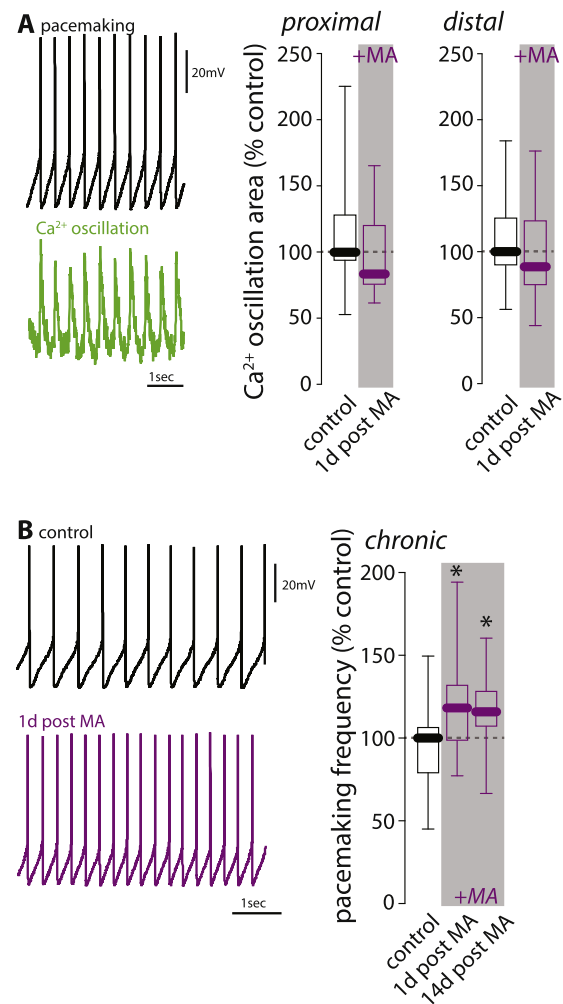 A pacemaking
20mV
Ca2+ oscillation
1sec
proximal
distal
Ca2+ oscillation area (% control)
250
200
150
100
50
0
+MA
control
1d post MA
250
200
150
100
50
0
+MA
control
1d post MA
B control
20mV
1d post MA
1sec
chronic
pacemaking frequency (% control)
200
150
100
50
0
*
*
+MA
control
1d post MA
14d post MA